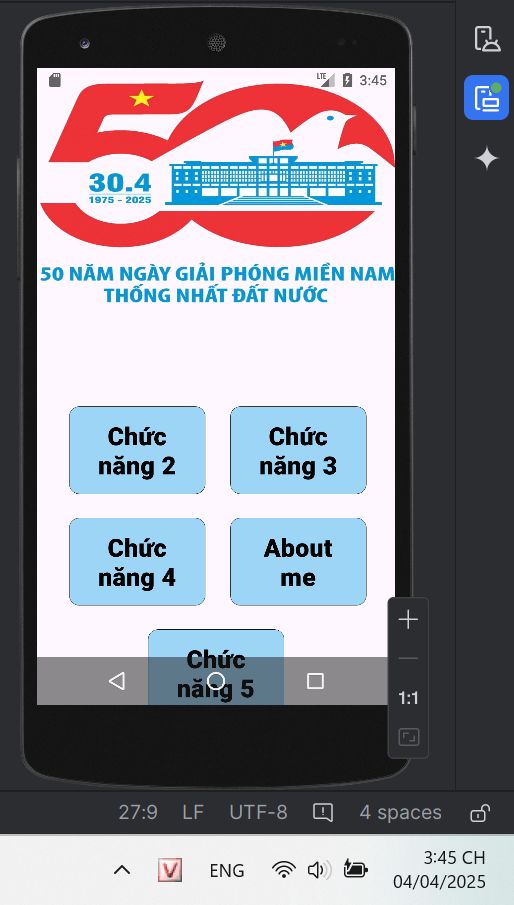 LTE 3:45
50
30.4
1975 - 2025
50 NĂM NGÀY GIẢI PHÓNG MIỀN NAM
THỐNG NHẤT ĐẤT NƯỚC
Chức
năng 2
Chức
năng 3
Chức
năng 4
About
me
Chức
năng 5
1:1
27:9 LF UTF-8 4 spaces
V ENG 3:45 CH
04/04/2025